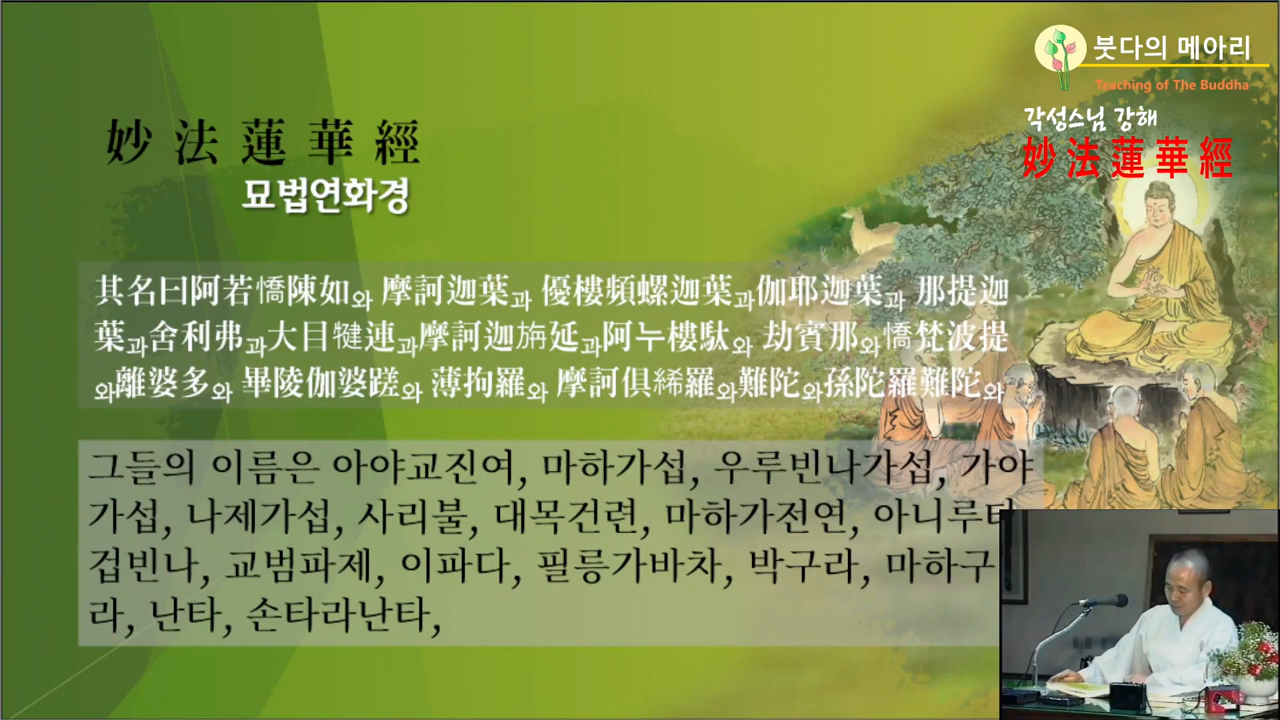 붓다의 메아리
Teaching of The Buddha
각성스님 강해
妙法蓮華經
妙 法 蓮 華 經
묘법연화경
其名曰阿若憍陳如와 摩訶迦葉과 優樓頻螺迦葉과伽耶迦葉과 那提迦
葉과舍利弗과大目犍連과摩訶迦旃延과阿누樓馱와 劫賓那와憍梵波提
와離婆多와 畢陵伽婆蹉와 薄拘羅와 摩訶俱絺羅와難陀와孫陀羅難陀와
그들의 이름은 아야교진여, 마하가섭, 우루빈나가섭, 가야
가섭, 나제가섭, 사리불, 대목건련, 마하가전연,
겁빈나, 교범파제, 이파다, 필릉가바차, 박구라, 마하구
라, 난타, 손타라난타,